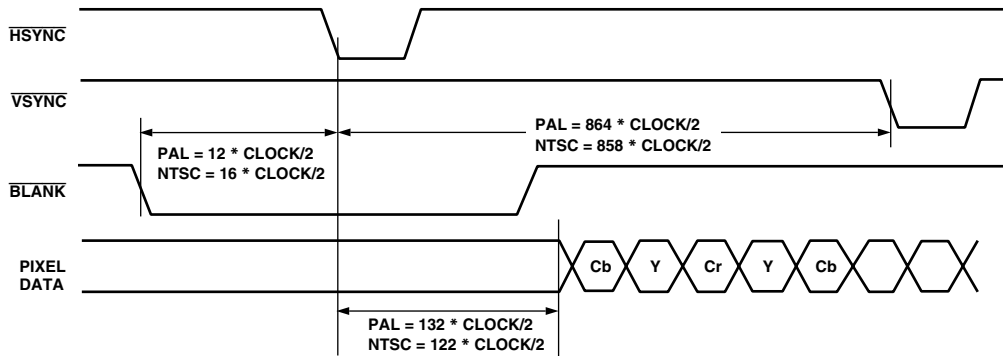 HSYNC
VSYNC
PAL = 864 * CLOCK/2
NTSC = 858 * CLOCK/2
PAL = 12 * CLOCK/2
NTSC = 16 * CLOCK/2
BLANK
PIXEL
DATA
Cb Y Cr Y Cb
PAL = 132 * CLOCK/2
NTSC = 122 * CLOCK/2